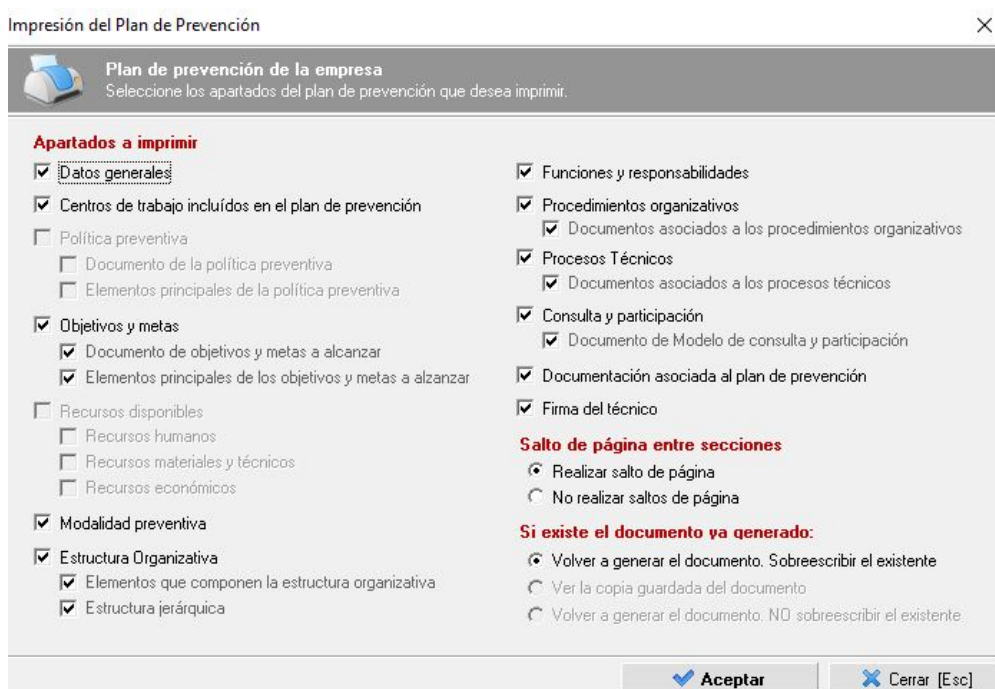 Impresión del Plan de Prevención
Plan de prevención de la empresa
Seleccione los apartados del plan de prevención que desea imprimir.
Apartados a imprimir
Datos generales
Centros de trabajo incluídos en el plan de prevención
Política preventiva
Documento de la política preventiva
Elementos principales de la política preventiva
Objetivos y metas
Documento de objetivos y metas a alcanzar
Elementos principales de los objetivos y metas a alzanzar
Recursos disponibles
Recursos humanos
Recursos materiales y técnicos
Recursos económicos
Modalidad preventiva
Estructura Organizativa
Elementos que componen la estructura organizativa
Estructura jerárquica
Funciones y responsabilidades
Procedimientos organizativos
Documentos asociados a los procedimientos organizativos
Procesos Técnicos
Documentos asociados a los procesos técnicos
Consulta y participación
Documento de Modelo de consulta y participación
Documentación asociada al plan de prevención
Firma del técnico
Salto de página entre secciones
Realizar salto de página
No realizar saltos de página
Si existe el documento ya generado:
Volver a generar el documento. Sobreescribir el existente
Ver la copia guardada del documento
Volver a generar el documento. NO sobreescribir el existente
Aceptar
Cerrar [Esc]